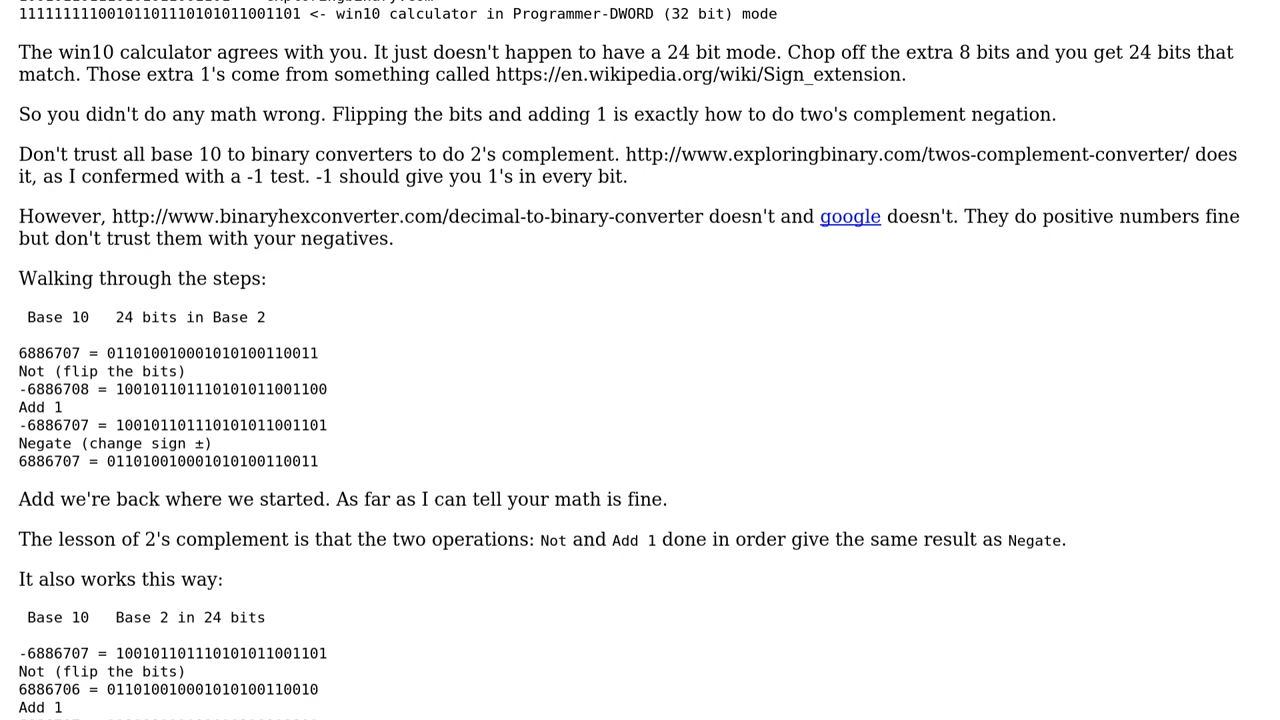 11111111100101101110101011001101 <- win10 calculator in Programmer-DWORD (32 bit) mode
The win10 calculator agrees with you. It just doesn't happen to have a 24 bit mode. Chop off the extra 8 bits and you get 24 bits that
match. Those extra 1's come from something called https://en.wikipedia.org/wiki/Sign_extension.
So you didn't do any math wrong. Flipping the bits and adding 1 is exactly how to do two's complement negation.
Don't trust all base 10 to binary converters to do 2's complement. http://www.exploringbinary.com/twos-complement-converter/ does
it, as I confermed with a -1 test. -1 should give you 1's in every bit.
However, http://www.binaryhexconverter.com/decimal-to-binary-converter doesn't and google doesn't. They do positive numbers fine
but don't trust them with your negatives.
Walking through the steps:
Base 10   24 bits in Base 2
6886707 = 011010010001010100110011
Not (flip the bits)
-6886708 = 100101101110101011001100
Add 1
-6886707 = 100101101110101011001101
Negate (change sign ±)
6886707 = 011010010001010100110011
Add we're back where we started. As far as I can tell your math is fine.
The lesson of 2's complement is that the two operations: Not and Add 1 done in order give the same result as Negate.
It also works this way:
Base 10   Base 2 in 24 bits
-6886707 = 100101101110101011001101
Not (flip the bits)
6886706 = 011010010001010100110010
Add 1